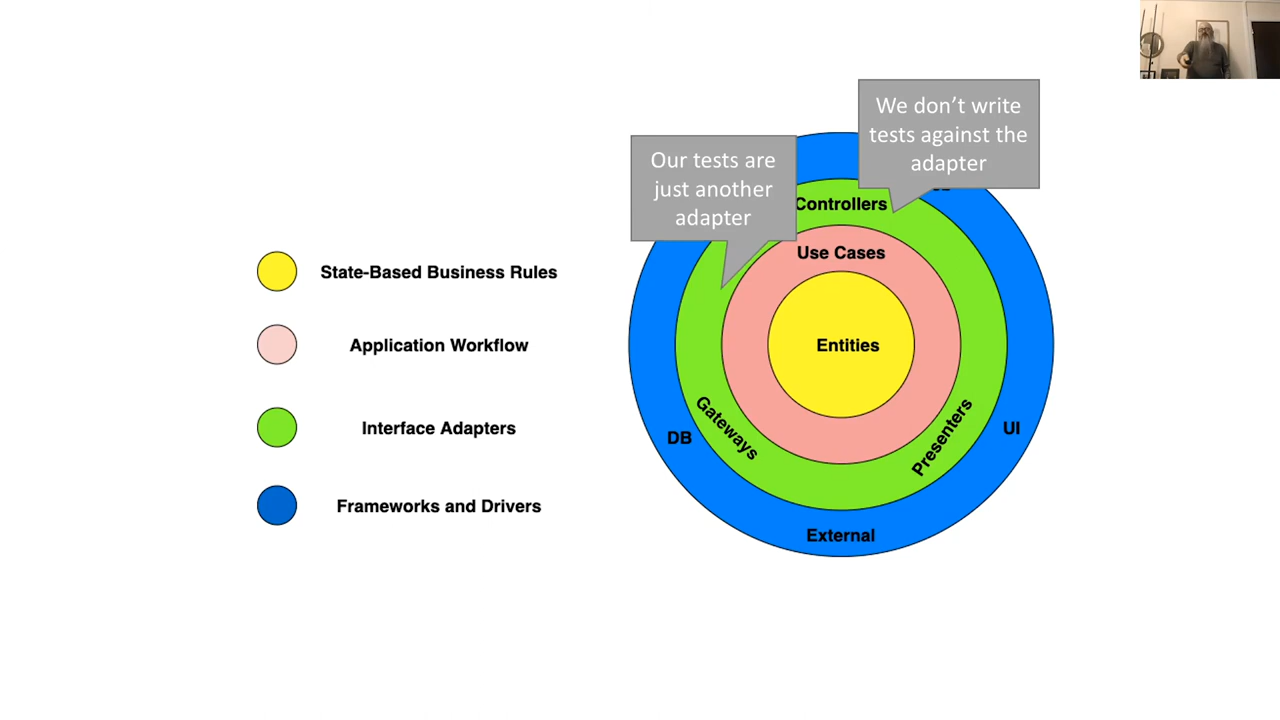 We don’t write
tests against the
adapter
Our tests are
just another
adapter
Controllers
Use Cases
State-Based Business Rules
Entities
Application Workflow
Gateways
Presenters
Interface Adapters
DB
UI
Frameworks and Drivers
External